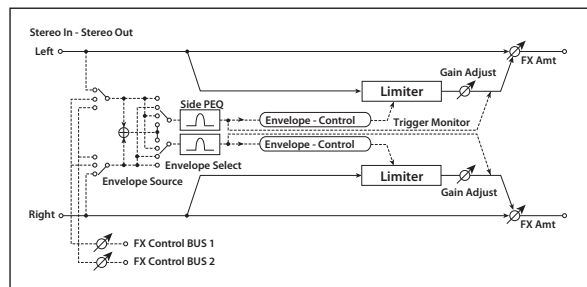 Stereo In - Stereo Out
Left
FX Amt
Gain Adjust
Limiter
Side PEQ
Envelope - Control
Trigger Monitor
Envelope - Control
Envelope Select
Envelope Source
Limiter
Gain Adjust
Right
FX Amt
FX Control BUS 1
FX Control BUS 2